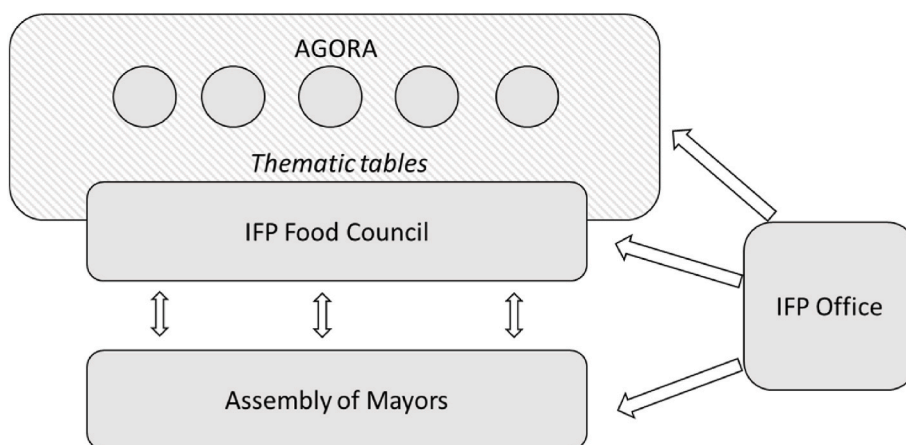 AGORA
Thematic tables
IFP Food Council
IFP Office
Assembly of Mayors